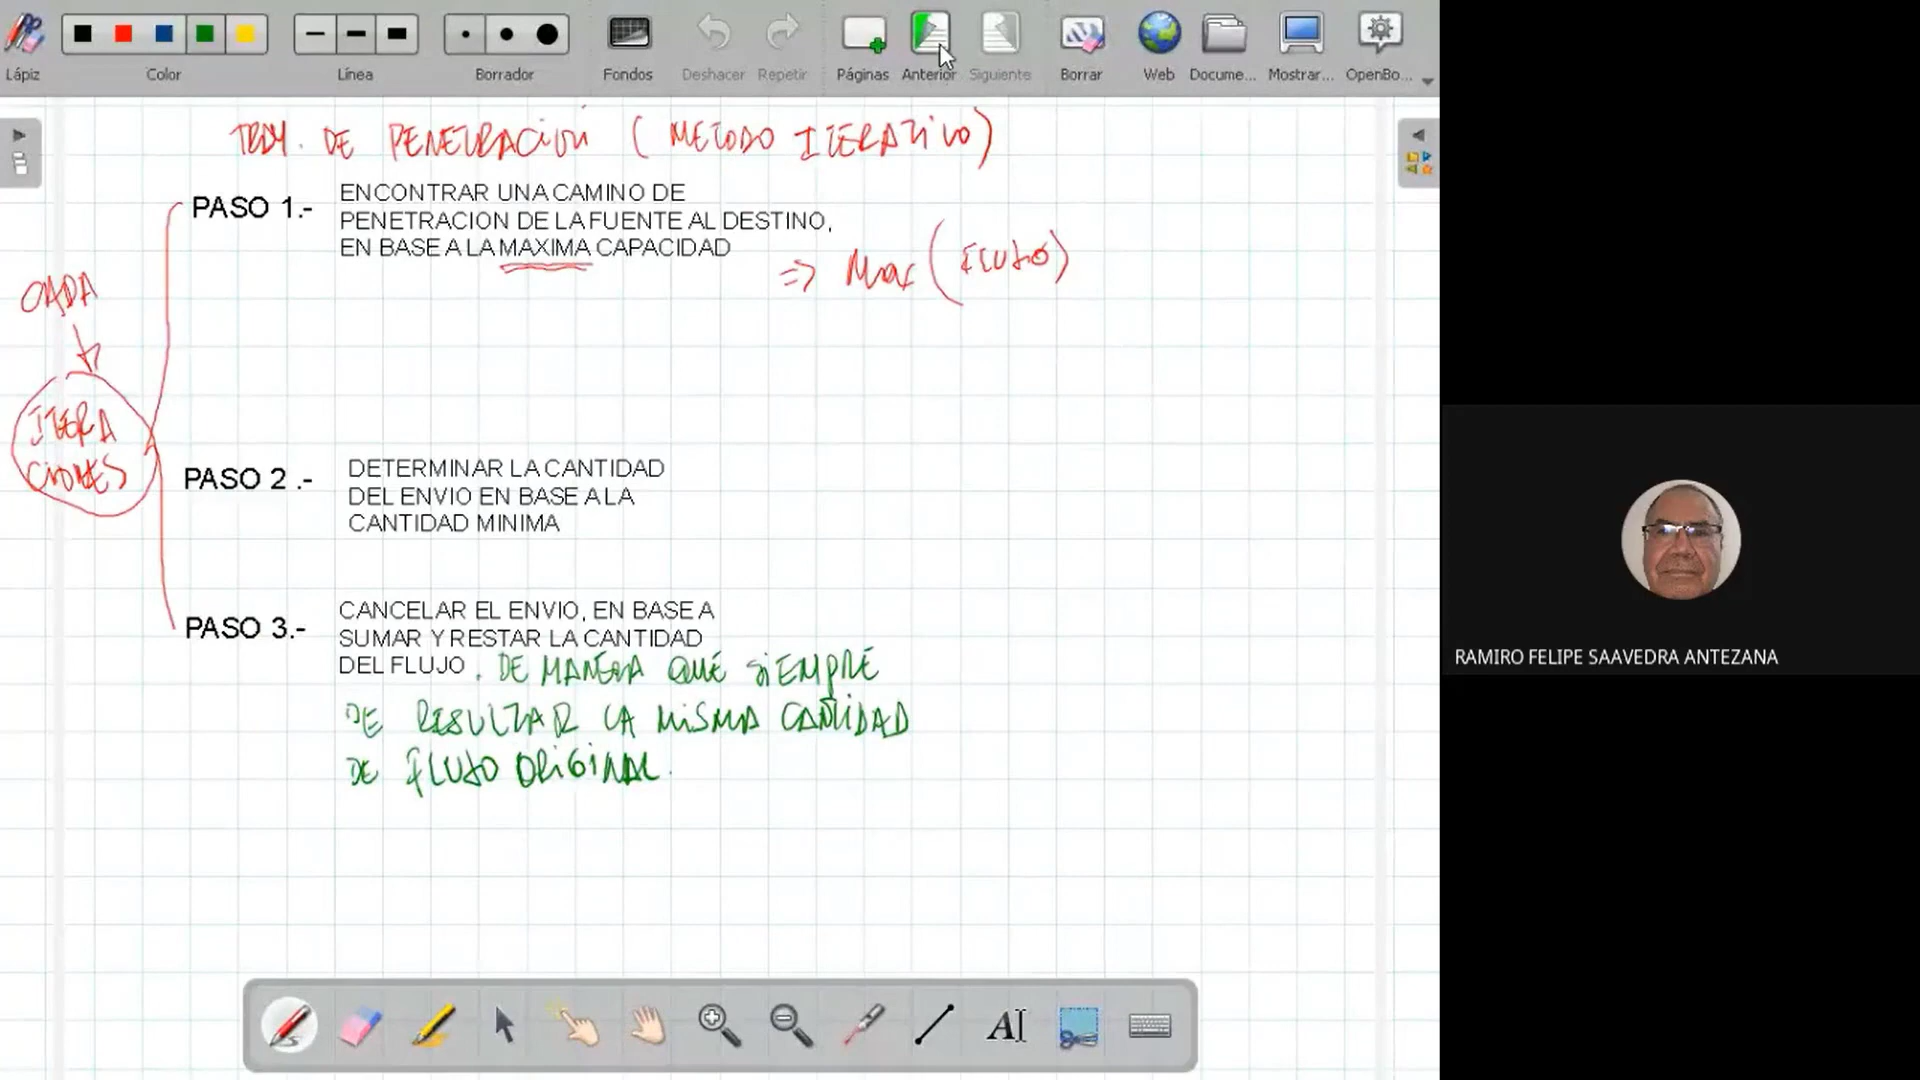 Lápiz
Color
Línea
Borrador
Fondos
Deshacer
Repetir
Páginas
Anterior
Siguiente
Borrar
Web
Docume...
Mostrar...
OpenBo...
DE PENETRACION ( METODO ITERATIVO)
PASO 1.-
ENCONTRAR UNA CAMINO DE
PENETRACION DE LA FUENTE AL DESTINO,
EN BASE A LA MAXIMA CAPACIDAD
=> Max (FLUJO)
CADA
ITERA
CIONES
PASO 2 .-
DETERMINAR LA CANTIDAD
DEL ENVIO EN BASE A LA
CANTIDAD MINIMA
PASO 3.-
CANCELAR EL ENVIO, EN BASE A
SUMAR Y RESTAR LA CANTIDAD
DEL FLUJO . DE MANERA QUE SIEMPRE
DE RESULTAR LA MISMA CANTIDAD
DE FLUJO ORIGINAL.
RAMIRO FELIPE SAAVEDRA ANTEZANA